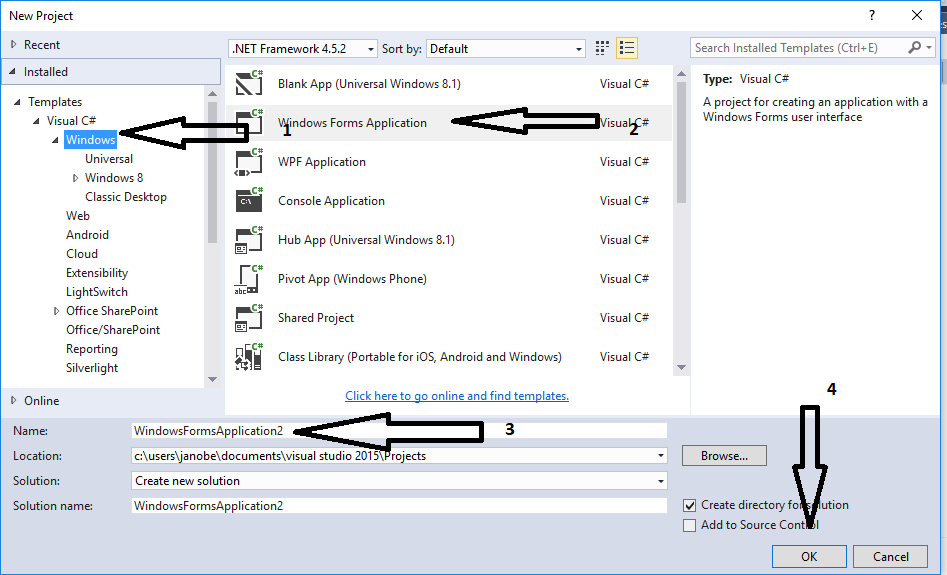 New Project
?
Recent
.NET Framework 4.5.2
Sort by: Default
Search Installed Templates (Ctrl+E)
Installed
Templates
Visual C#
Windows
Universal
Windows 8
Classic Desktop
Web
Android
Cloud
Extensibility
LightSwitch
Office SharePoint
Office/SharePoint
Reporting
Silverlight
Online
1
C# Blank App (Universal Windows 8.1) Visual C#
C# Windows Forms Application Visual C#
2
C# WPF Application Visual C#
C# C:\ Console Application Visual C#
C# Hub App (Universal Windows 8.1) Visual C#
C# abc Pivot App (Windows Phone) Visual C#
C# Shared Project Visual C#
C# Class Library (Portable for iOS, Android and Windows) Visual C#
Click here to go online and find templates.
Type: Visual C#
A project for creating an application with a
Windows Forms user interface
4
Name: WindowsFormsApplication2
3
Location: c:\users\janobe\documents\visual studio 2015\Projects
Browse...
Solution: Create new solution
Solution name: WindowsFormsApplication2
Create directory for solution
Add to Source Control
OK
Cancel